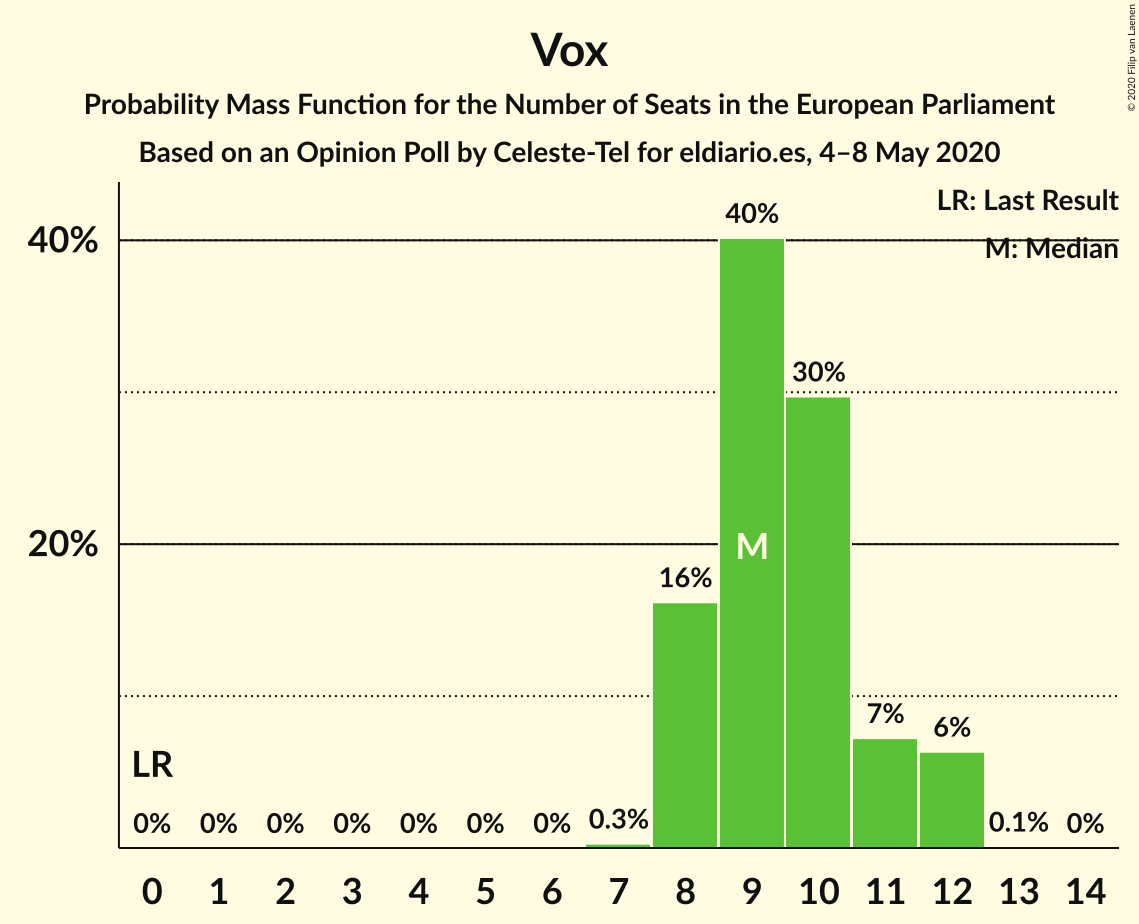 Vox
Probability Mass Function for the Number of Seats in the European Parliament
Based on an Opinion Poll by Celeste-Tel for eldiario.es, 4–8 May 2020
© 2020 Filip van Laenen
LR: Last Result
M: Median
40%
20%
40%
30%
16%
M
7%
6%
LR
0% 0% 0% 0% 0% 0% 0% 0.3% 0.1% 0%
0 1 2 3 4 5 6 7 8 9 10 11 12 13 14